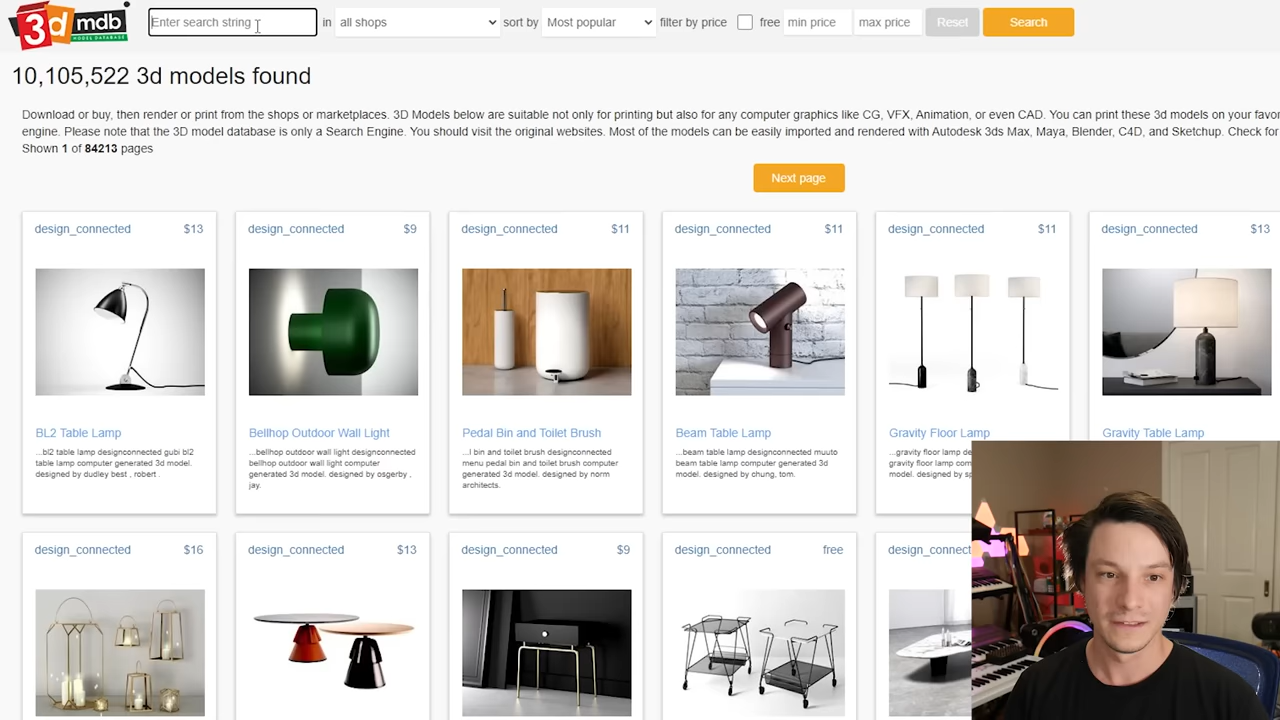 3d mdb
MODEL DATABASE
Enter search string
in
all shops
sort by
Most popular
filter by price
free
min price
max price
Reset
Search
10,105,522 3d models found
Download or buy, then render or print from the shops or marketplaces. 3D Models below are suitable not only for printing but also for any computer graphics like CG, VFX, Animation, or even CAD. You can print these 3d models on your favor
engine. Please note that the 3D model database is only a Search Engine. You should visit the original websites. Most of the models can be easily imported and rendered with Autodesk 3ds Max, Maya, Blender, C4D, and Sketchup. Check for
Shown 1 of 84213 pages
Next page
design_connected $13
BL2 Table Lamp
...bl2 table lamp designconnected gubi bl2
table lamp computer generated 3d model.
designed by dudley best , robert .
design_connected $9
Bellhop Outdoor Wall Light
...bellhop outdoor wall light designconnected
bellhop outdoor wall light computer
generated 3d model. designed by osgerby ,
jay.
design_connected $11
Pedal Bin and Toilet Brush
...l bin and toilet brush designconnected
menu pedal bin and toilet brush computer
generated 3d model. designed by norm
architects.
design_connected $11
Beam Table Lamp
...beam table lamp designconnected muuto
beam table lamp computer generated 3d
model. designed by chung, tom.
design_connected $11
Gravity Floor Lamp
...gravity floor lamp de
gravity floor lamp com
model. designed by sp
design_connected $13
Gravity Table Lamp
design_connected $16
design_connected $13
design_connected $9
design_connected free
design_connec